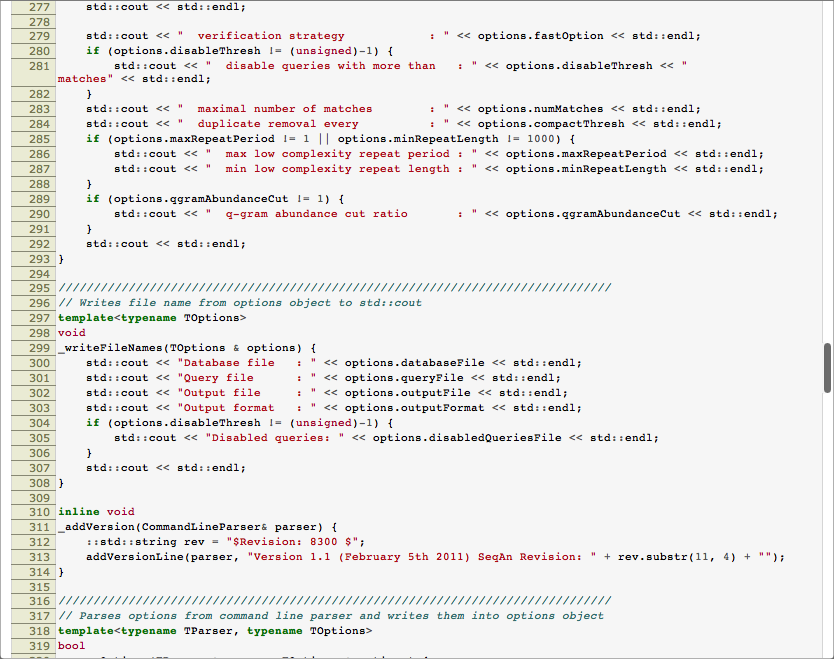 277     std::cout << std::endl;
278
279     std::cout << "  verification strategy            : " << options.fastOption << std::endl;
280     if (options.disableThresh != (unsigned)-1) {
281         std::cout << "  disable queries with more than   : " << options.disableThresh << "
matches" << std::endl;
282     }
283     std::cout << "  maximal number of matches        : " << options.numMatches << std::endl;
284     std::cout << "  duplicate removal every          : " << options.compactThresh << std::endl;
285     if (options.maxRepeatPeriod != 1 || options.minRepeatLength != 1000) {
286         std::cout << "  max low complexity repeat period : " << options.maxRepeatPeriod << std::endl;
287         std::cout << "  min low complexity repeat length : " << options.minRepeatLength << std::endl;
288     }
289     if (options.qgramAbundanceCut != 1) {
290         std::cout << "  q-gram abundance cut ratio       : " << options.qgramAbundanceCut << std::endl;
291     }
292     std::cout << std::endl;
293 }
294
295 ///////////////////////////////////////////////////////////////////////////////
296 // Writes file name from options object to std::cout
297 template<typename TOptions>
298 void
299 _writeFileNames(TOptions & options) {
300     std::cout << "Database file   : " << options.databaseFile << std::endl;
301     std::cout << "Query file      : " << options.queryFile << std::endl;
302     std::cout << "Output file     : " << options.outputFile << std::endl;
303     std::cout << "Output format   : " << options.outputFormat << std::endl;
304     if (options.disableThresh != (unsigned)-1) {
305         std::cout << "Disabled queries: " << options.disabledQueriesFile << std::endl;
306     }
307     std::cout << std::endl;
308 }
309
310 inline void
311 _addVersion(CommandLineParser& parser) {
312     ::std::string rev = "$Revision: 8300 $";
313     addVersionLine(parser, "Version 1.1 (February 5th 2011) SeqAn Revision: " + rev.substr(11, 4) + "");
314 }
315
316 ///////////////////////////////////////////////////////////////////////////////
317 // Parses options from command line parser and writes them into options object
318 template<typename TParser, typename TOptions>
319 bool